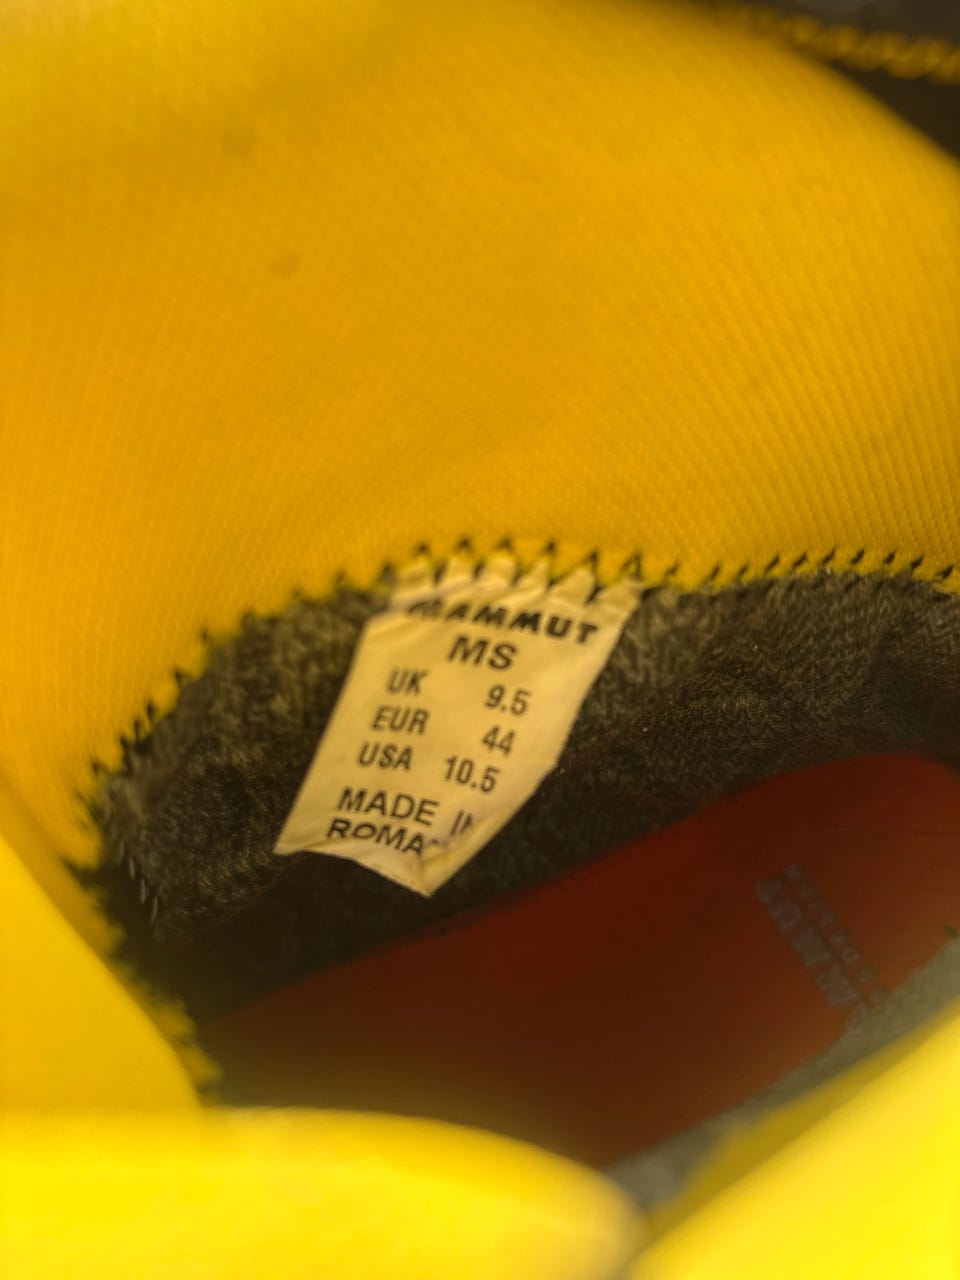 MAMMUT
MS
UK 9.5
EUR 44
USA 10.5
MADE IN
ROMA